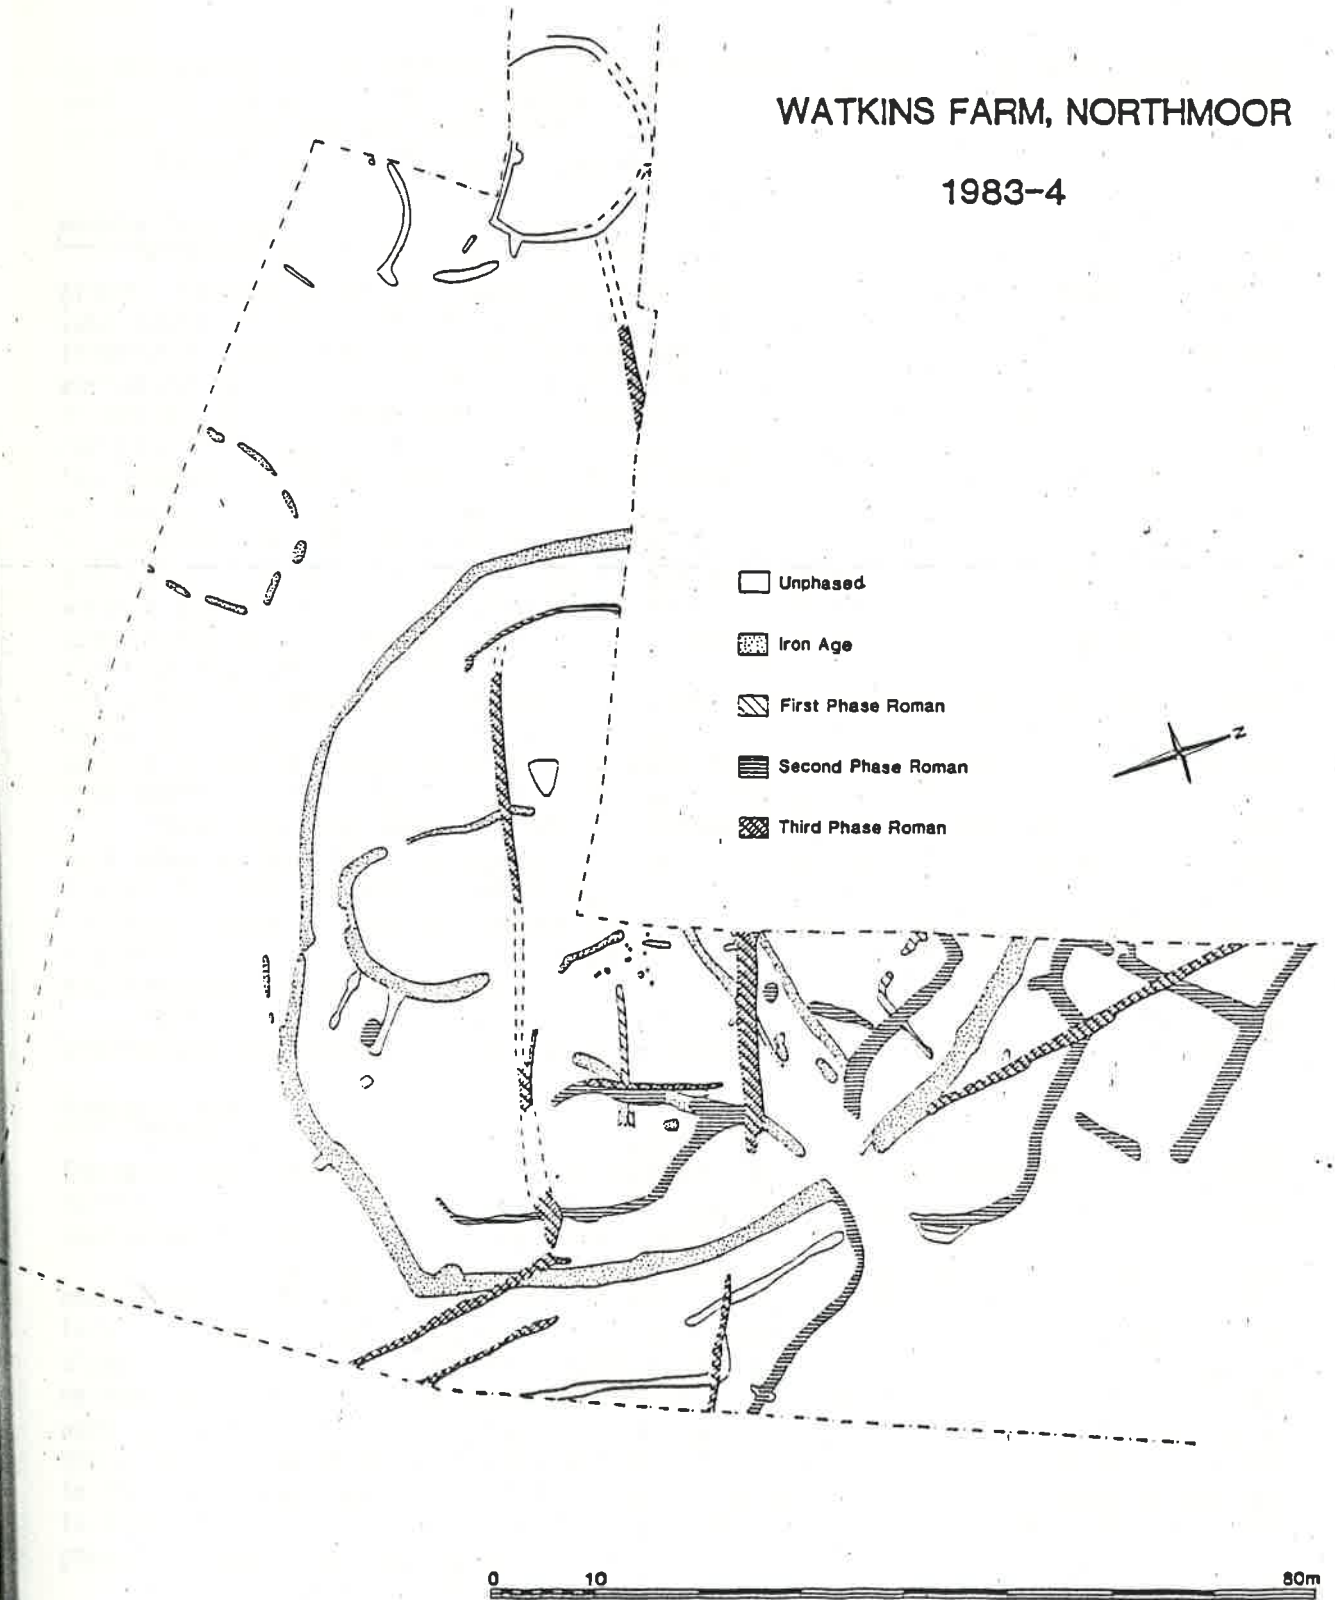 WATKINS FARM, NORTHMOOR
1983-4
Unphased
Iron Age
First Phase Roman
N
Second Phase Roman
Third Phase Roman
0 10 80m